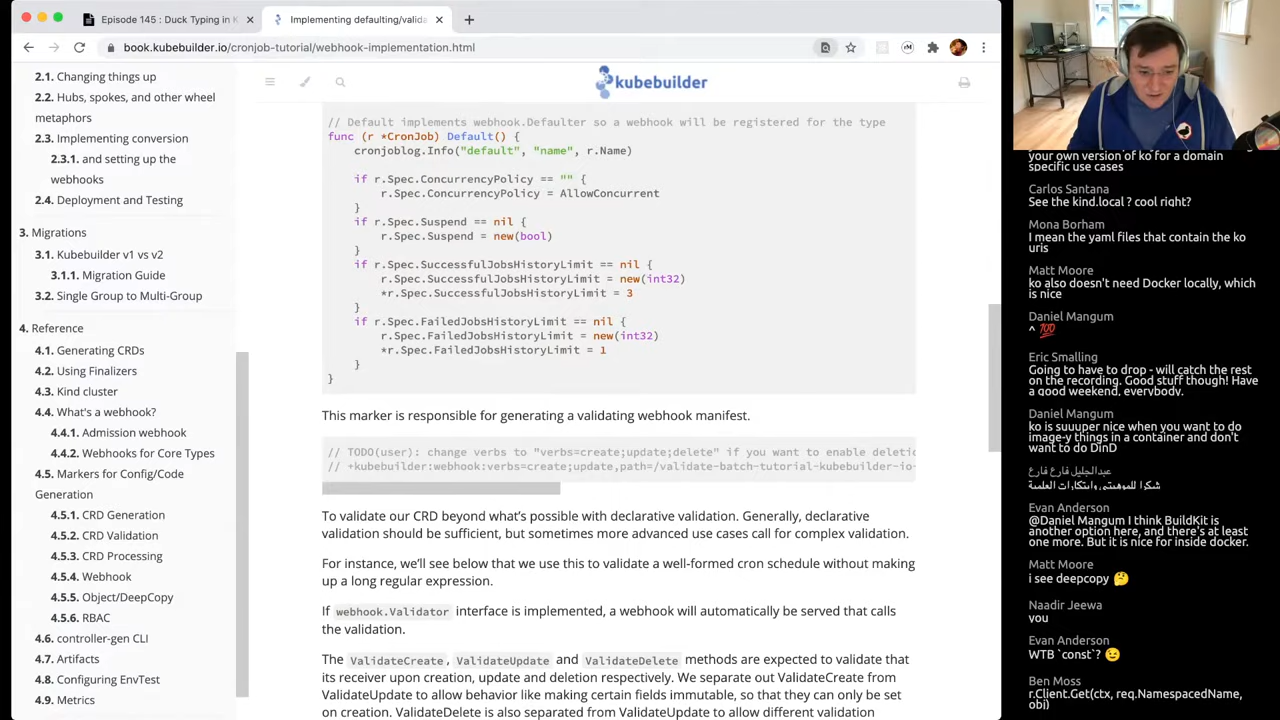 Episode 145 : Duck Typing in K
Implementing defaulting/valida
book.kubebuilder.io/cronjob-tutorial/webhook-implementation.html
2.1. Changing things up
2.2. Hubs, spokes, and other wheel
metaphors
2.3. Implementing conversion
2.3.1. and setting up the
webhooks
2.4. Deployment and Testing
3. Migrations
3.1. Kubebuilder v1 vs v2
3.1.1. Migration Guide
3.2. Single Group to Multi-Group
4. Reference
4.1. Generating CRDs
4.2. Using Finalizers
4.3. Kind cluster
4.4. What's a webhook?
4.4.1. Admission webhook
4.4.2. Webhooks for Core Types
4.5. Markers for Config/Code
Generation
4.5.1. CRD Generation
4.5.2. CRD Validation
4.5.3. CRD Processing
4.5.4. Webhook
4.5.5. Object/DeepCopy
4.5.6. RBAC
4.6. controller-gen CLI
4.7. Artifacts
4.8. Configuring EnvTest
4.9. Metrics
kubebuilder
// Default implements webhook.Defaulter so a webhook will be registered for the type
func (r *CronJob) Default() {
cronjoblog.Info("default", "name", r.Name)
if r.Spec.ConcurrencyPolicy == "" {
r.Spec.ConcurrencyPolicy = AllowConcurrent
}
if r.Spec.Suspend == nil {
r.Spec.Suspend = new(bool)
}
if r.Spec.SuccessfulJobsHistoryLimit == nil {
r.Spec.SuccessfulJobsHistoryLimit = new(int32)
*r.Spec.SuccessfulJobsHistoryLimit = 3
}
if r.Spec.FailedJobsHistoryLimit == nil {
r.Spec.FailedJobsHistoryLimit = new(int32)
*r.Spec.FailedJobsHistoryLimit = 1
}
}
This marker is responsible for generating a validating webhook manifest.
// TODO(user): change verbs to "verbs=create;update;delete" if you want to enable deletic
// +kubebuilder:webhook:verbs=create;update,path=/validate-batch-tutorial-kubebuilder-io-
To validate our CRD beyond what's possible with declarative validation. Generally, declarative
validation should be sufficient, but sometimes more advanced use cases call for complex validation.
For instance, we'll see below that we use this to validate a well-formed cron schedule without making
up a long regular expression.
If webhook.Validator interface is implemented, a webhook will automatically be served that calls
the validation.
The ValidateCreate, ValidateUpdate and ValidateDelete methods are expected to validate that
its receiver upon creation, update and deletion respectively. We separate out ValidateCreate from
ValidateUpdate to allow behavior like making certain fields immutable, so that they can only be set
on creation. ValidateDelete is also separated from ValidateUpdate to allow different validation
your own version of ko for a domain
specific use cases
Carlos Santana
See the kind.local ? cool right?
Mona Borham
I mean the yaml files that contain the ko
uris
Matt Moore
ko also doesn't need Docker locally, which
is nice
Daniel Mangum
^ 💯
Eric Smalling
Going to have to drop - will catch the rest
on the recording. Good stuff though! Have
a good weekend, everybody.
Daniel Mangum
ko is suuuper nice when you want to do
image-y things in a container and don't
want to do DinD
عبدالجليل فارع فارع
شكرا للموهبتي وابتكارات العلمية
Evan Anderson
@Daniel Mangum I think BuildKit is
another option here, and there's at least
one more. But it is nice for inside docker.
Matt Moore
i see deepcopy 🤔
Naadir Jeewa
you
Evan Anderson
WTB `const`? 😉
Ben Moss
r.Client.Get(ctx, req.NamespacedName,
obj)